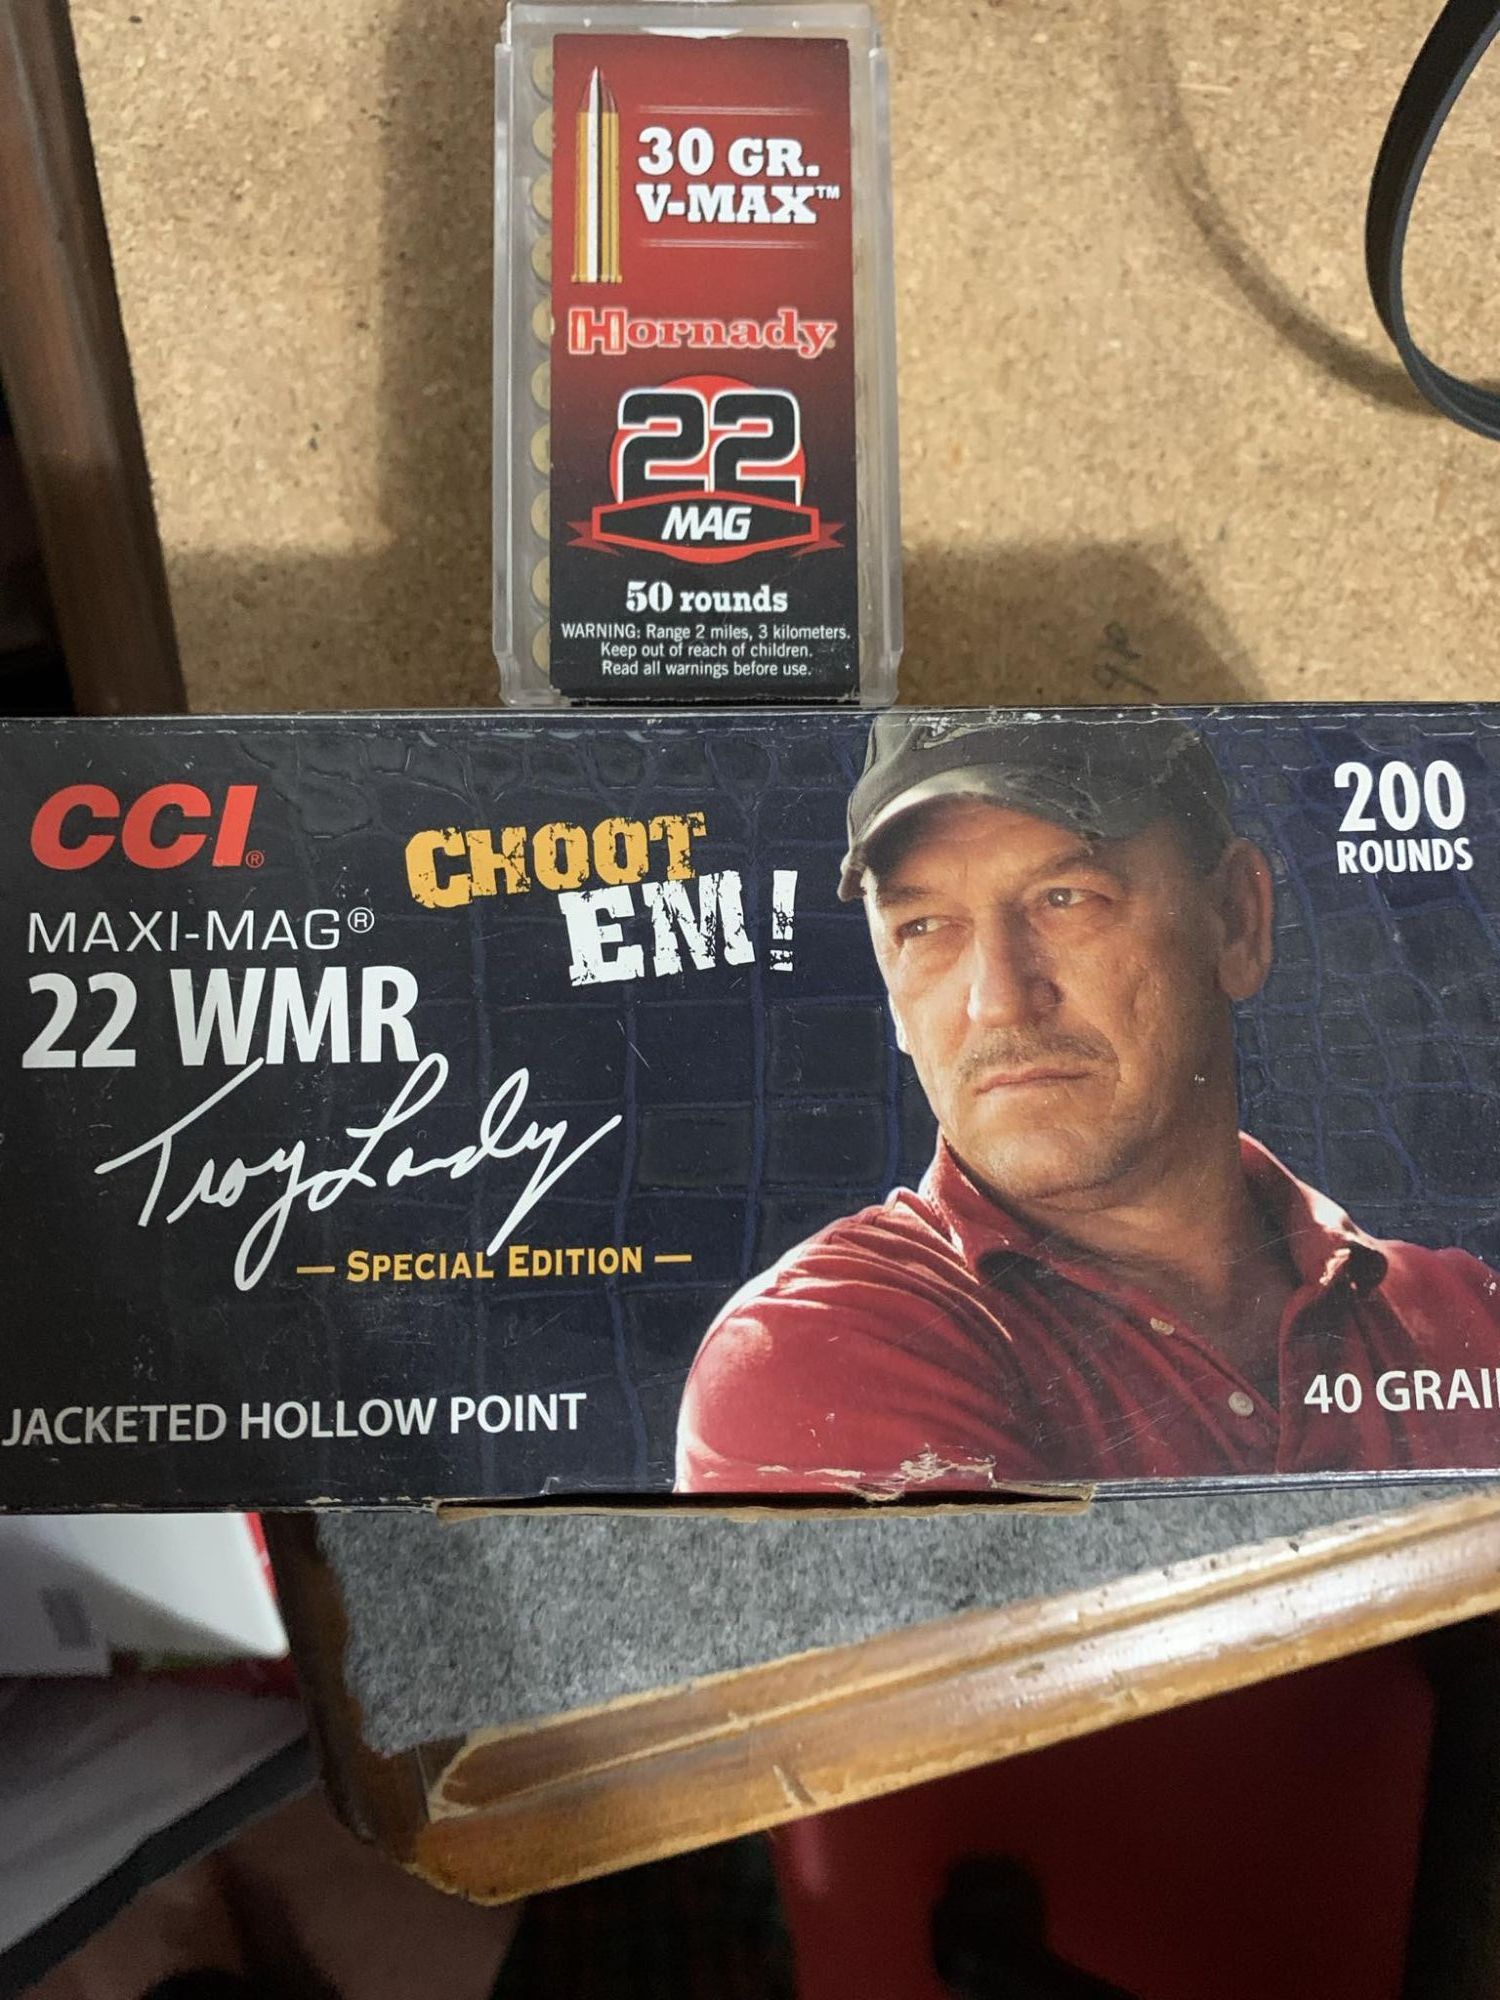 30 GR.
V-MAX™
Hornady
22
MAG
50 rounds
WARNING: Range 2 miles, 3 kilometers.
Keep out of reach of children.
Read all warnings before use.
CCI®
MAXI-MAG®
22 WMR
CHOOT
EM!
Troy Landry
— SPECIAL EDITION —
200
ROUNDS
JACKETED HOLLOW POINT
40 GRAI